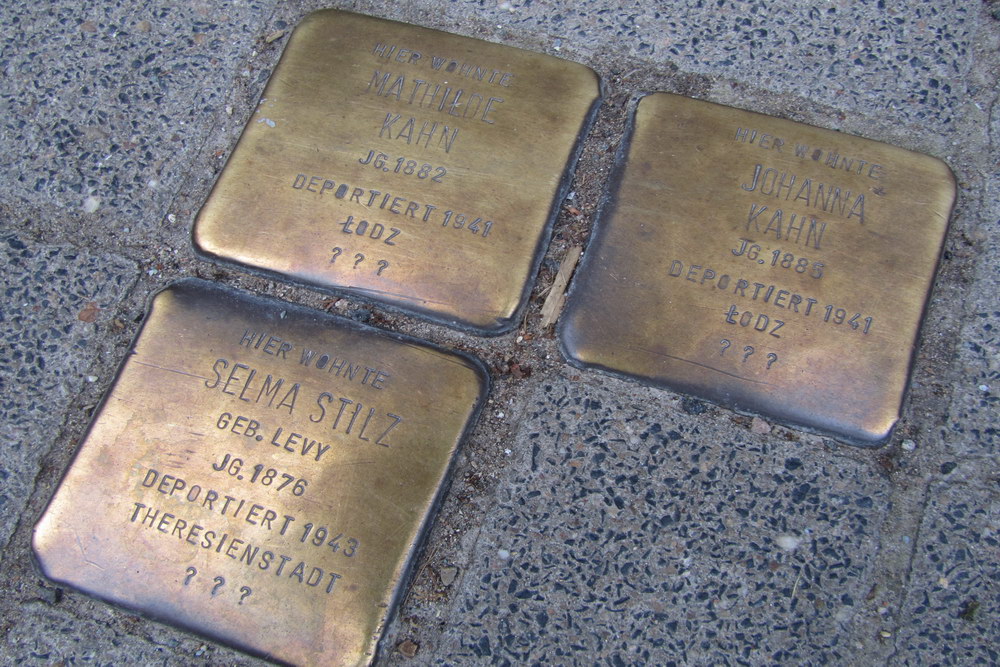 HIER WOHNTE
MATHILDE
KAHN
JG. 1882
DEPORTIERT 1941
ŁODZ
? ? ?
HIER WOHNTE
JOHANNA
KAHN
JG. 1885
DEPORTIERT 1941
ŁODZ
? ? ?
HIER WOHNTE
SELMA STILZ
GEB. LEVY
JG. 1876
DEPORTIERT 1943
THERESIENSTADT
? ? ?